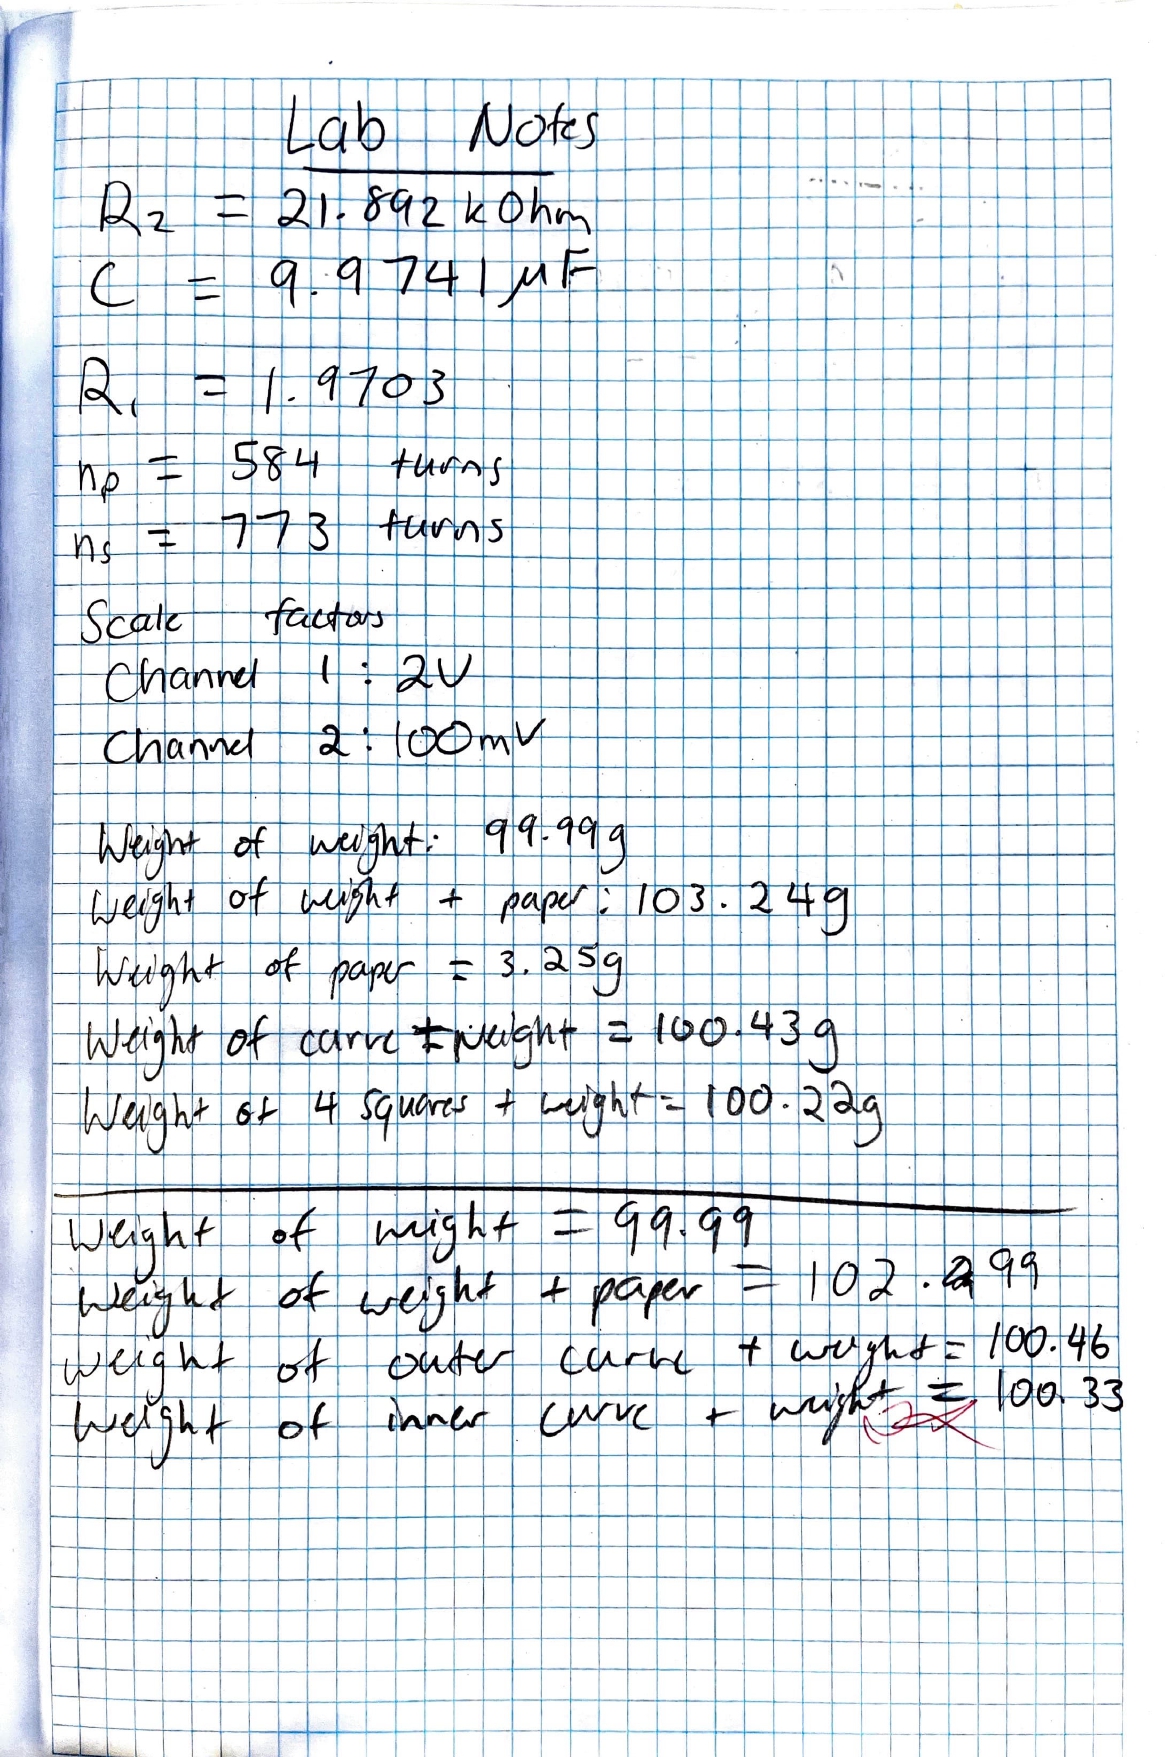 Lab Notes
R2 = 21.892 kOhm
C = 9.9741 μF
R1 = 1.9703
np = 584 turns
ns = 773 turns
Scale factors
Channel 1 : 2V
Channel 2 : 100mV
Weight of weight: 99.99g
Weight of weight + paper: 103.24g
Weight of paper = 3.25g
Weight of curve + weight = 100.43g
Weight of 4 squares + weight = 100.22g
Weight of weight = 99.99
Weight of weight + paper = 102.99
Weight of outer curve + weight = 100.46
Weight of inner curve + weight = 100.33